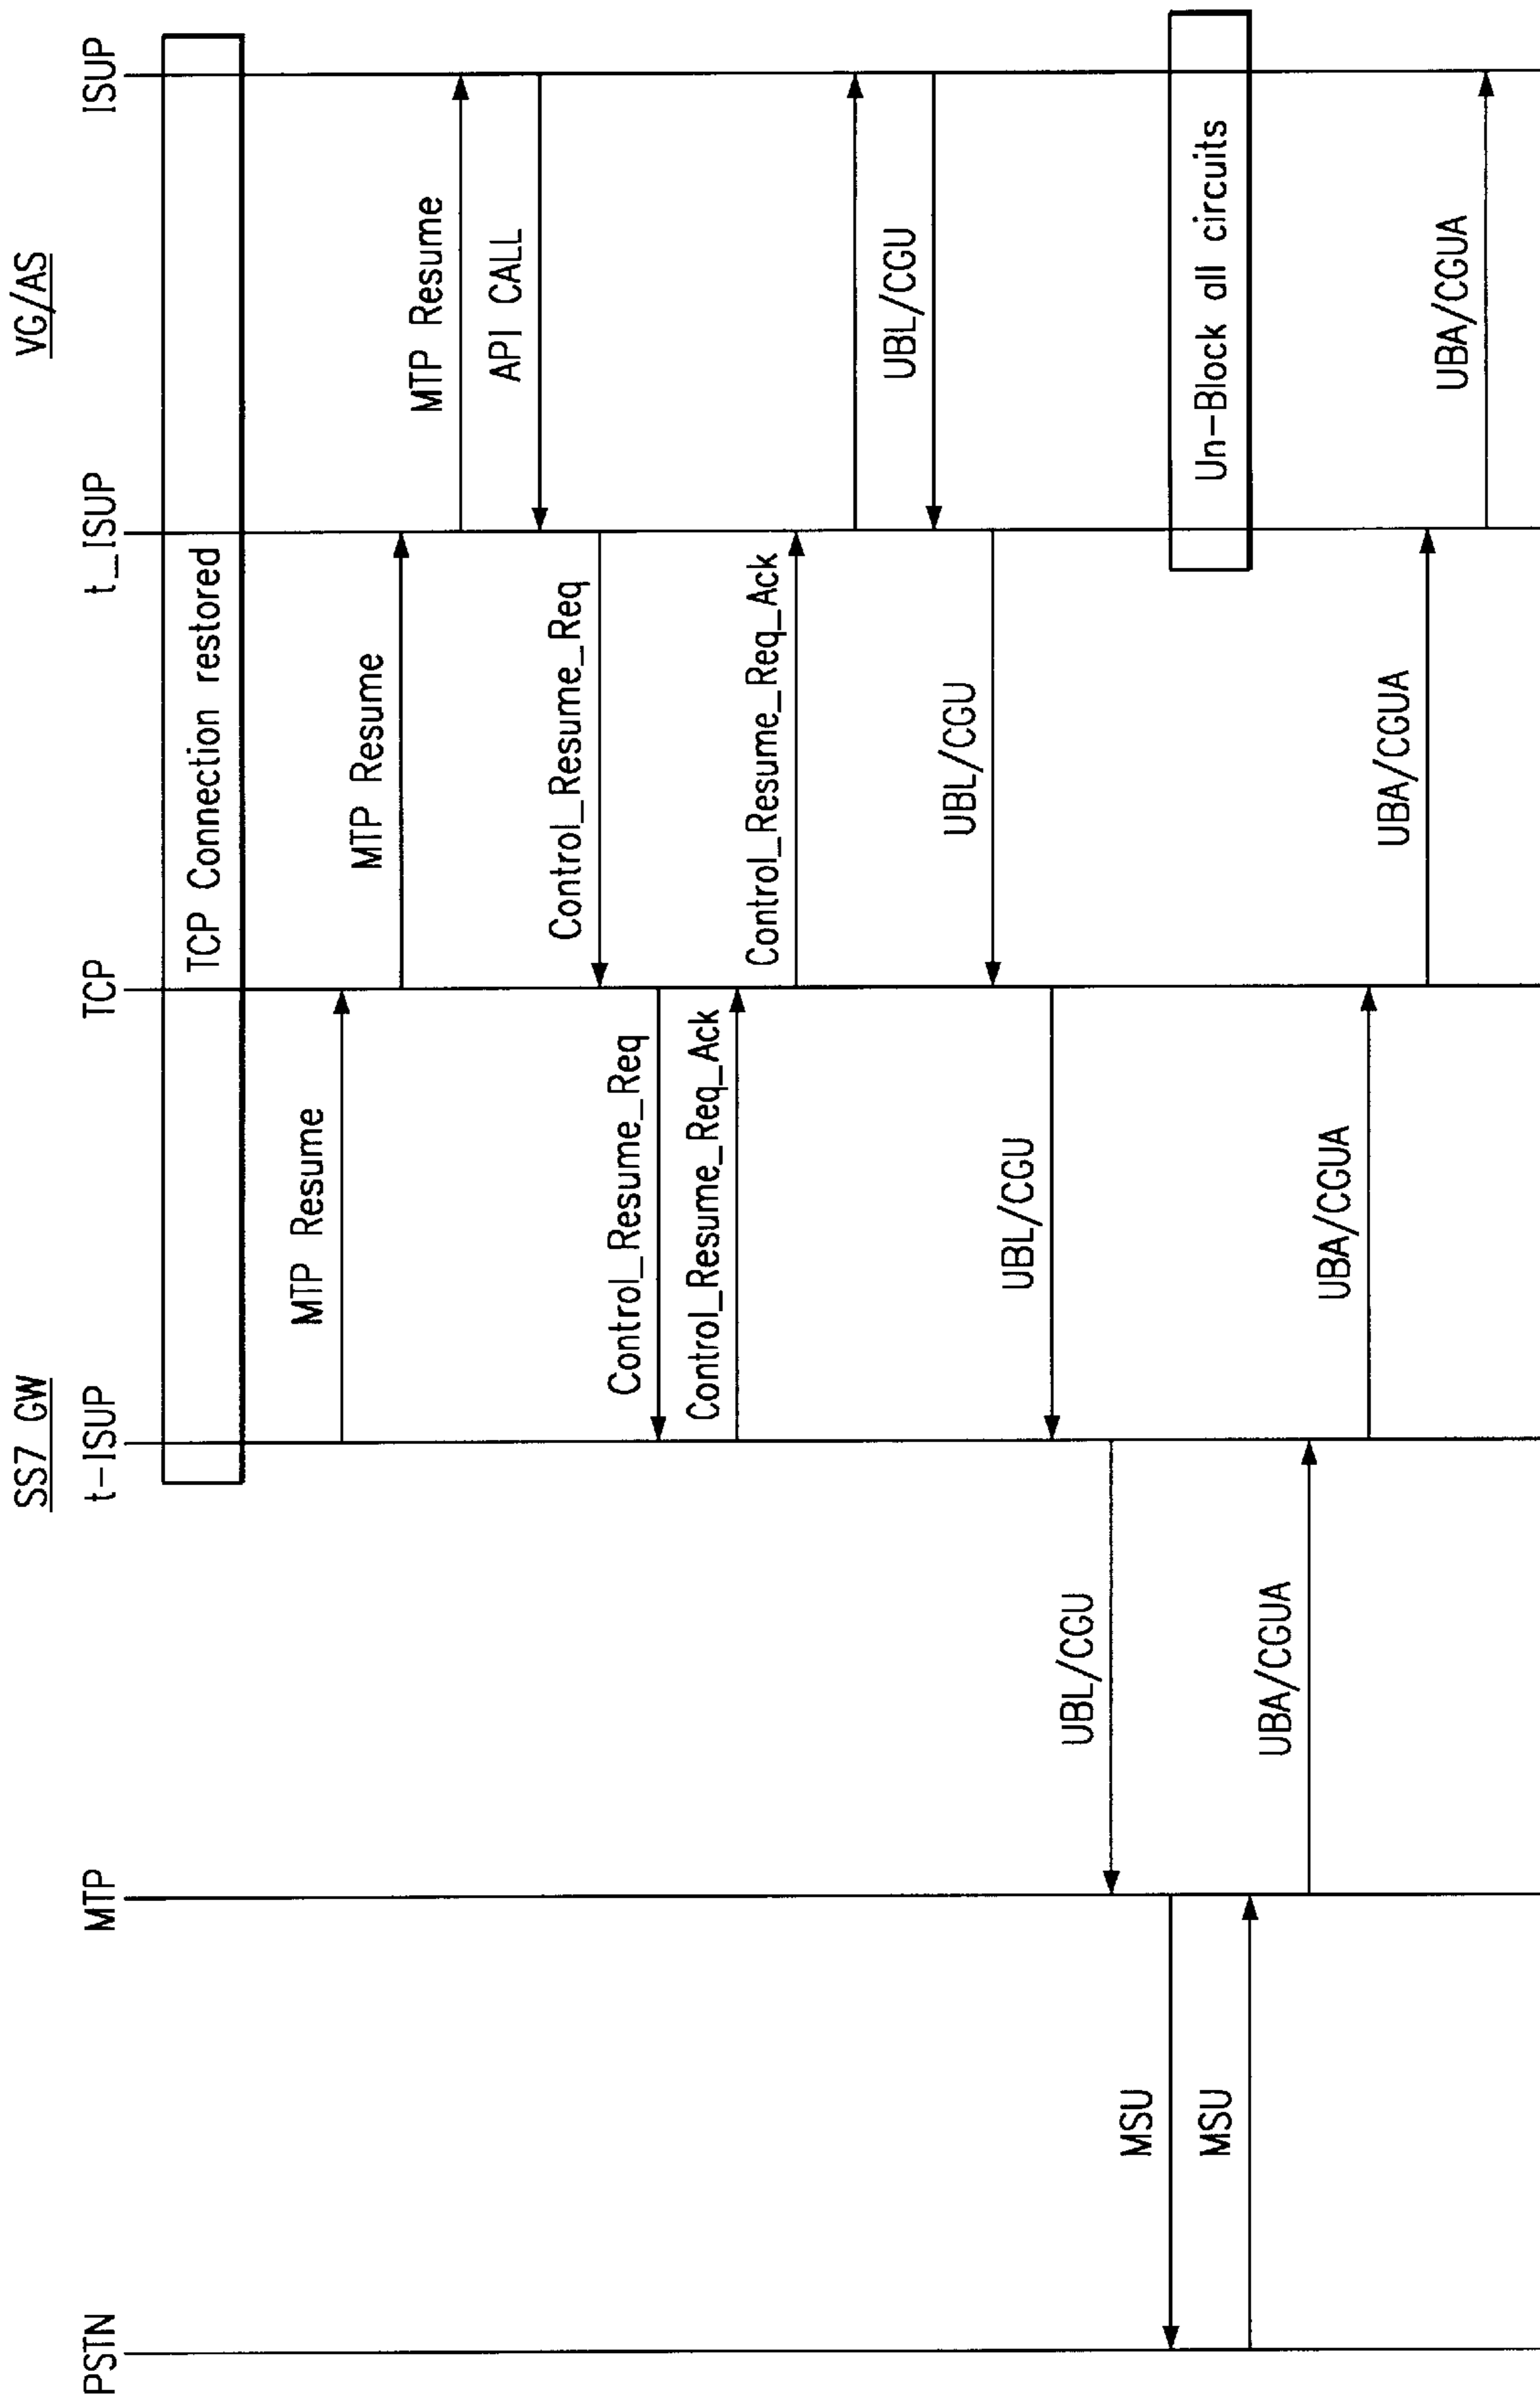 SS7 GW
VG/AS
PSTN
MTP
t-ISUP
TCP
t_ISUP
ISUP
TCP Connection restored
MTP Resume
MTP Resume
MTP Resume
API CALL
Control_Resume_Req
Control_Resume_Req
Control_Resume_Req_Ack
Control_Resume_Req_Ack
UBL/CGU
UBL/CGU
UBL/CGU
UBL/CGU
MSU
Un-Block all circuits
MSU
UBA/CGUA
UBA/CGUA
UBA/CGUA
UBA/CGUA